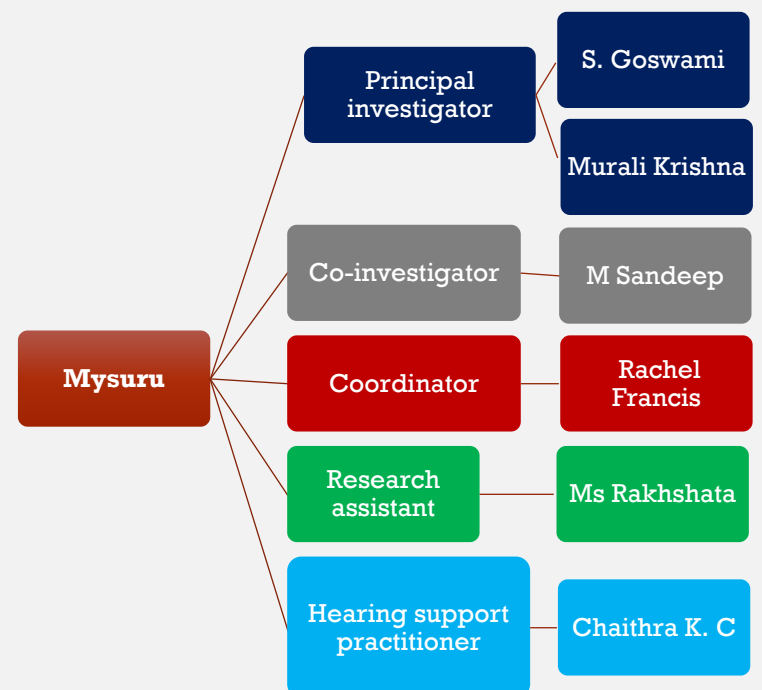 Mysuru
Principal
investigator
S. Goswami
Murali Krishna
Co-investigator
M Sandeep
Coordinator
Rachel
Francis
Research
assistant
Ms Rakhshata
Hearing support
practitioner
Chaithra K. C